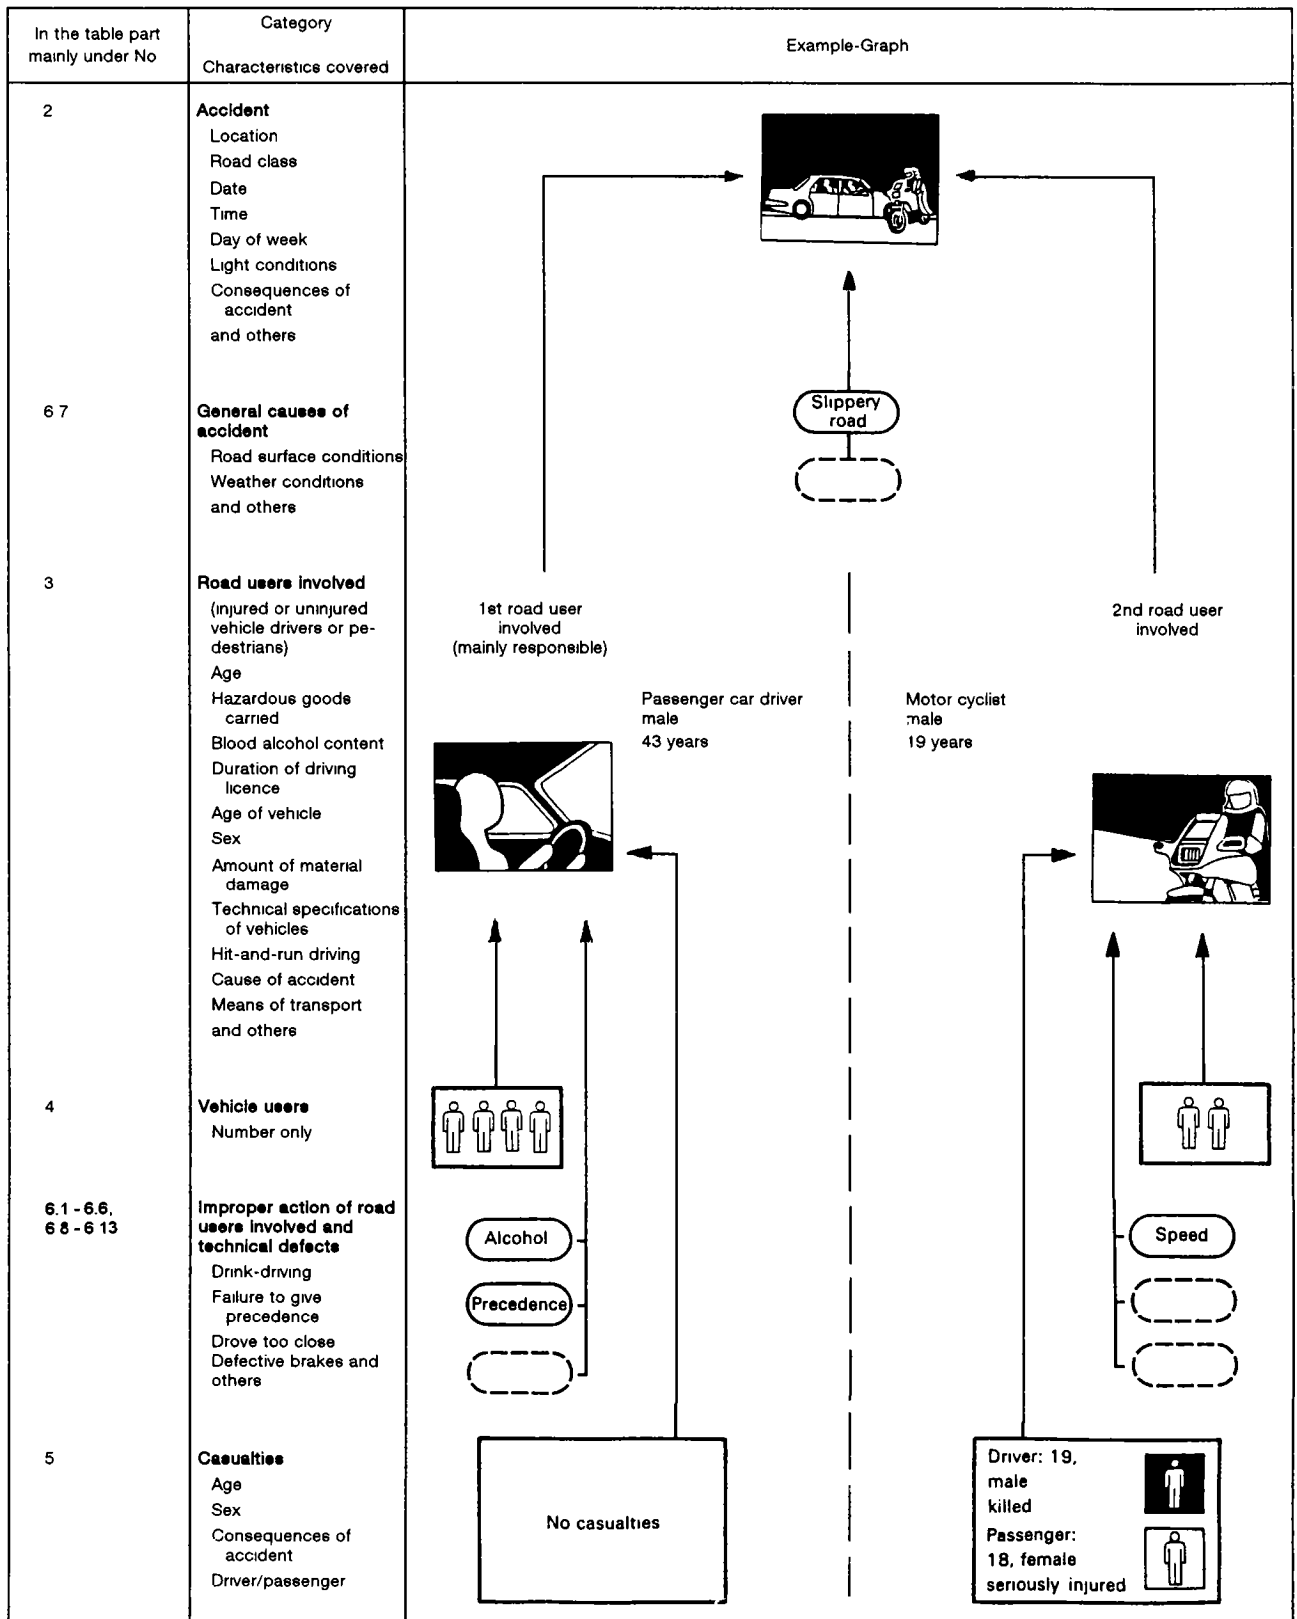 In the table part
mainly under No
Category
Characteristics covered
Example-Graph
2
Accident
Location
Road class
Date
Time
Day of week
Light conditions
Consequences of
accident
and others
6 7
General causes of
accident
Road surface conditions
Weather conditions
and others
Slippery
road
3
Road users involved
(injured or uninjured
vehicle drivers or pe-
destrians)
Age
Hazardous goods
carried
Blood alcohol content
Duration of driving
licence
Age of vehicle
Sex
Amount of material
damage
Technical specifications
of vehicles
Hit-and-run driving
Cause of accident
Means of transport
and others
1st road user
involved
(mainly responsible)
2nd road user
involved
Passenger car driver
male
43 years
Motor cyclist
male
19 years
4
Vehicle users
Number only
6.1 - 6.6,
6 8 - 6 13
Improper action of road
users involved and
technical defects
Drink-driving
Failure to give
precedence
Drove too close
Defective brakes and
others
Alcohol
Precedence
Speed
5
Casualties
Age
Sex
Consequences of
accident
Driver/passenger
No casualties
Driver: 19,
male
killed
Passenger:
18, female
seriously injured